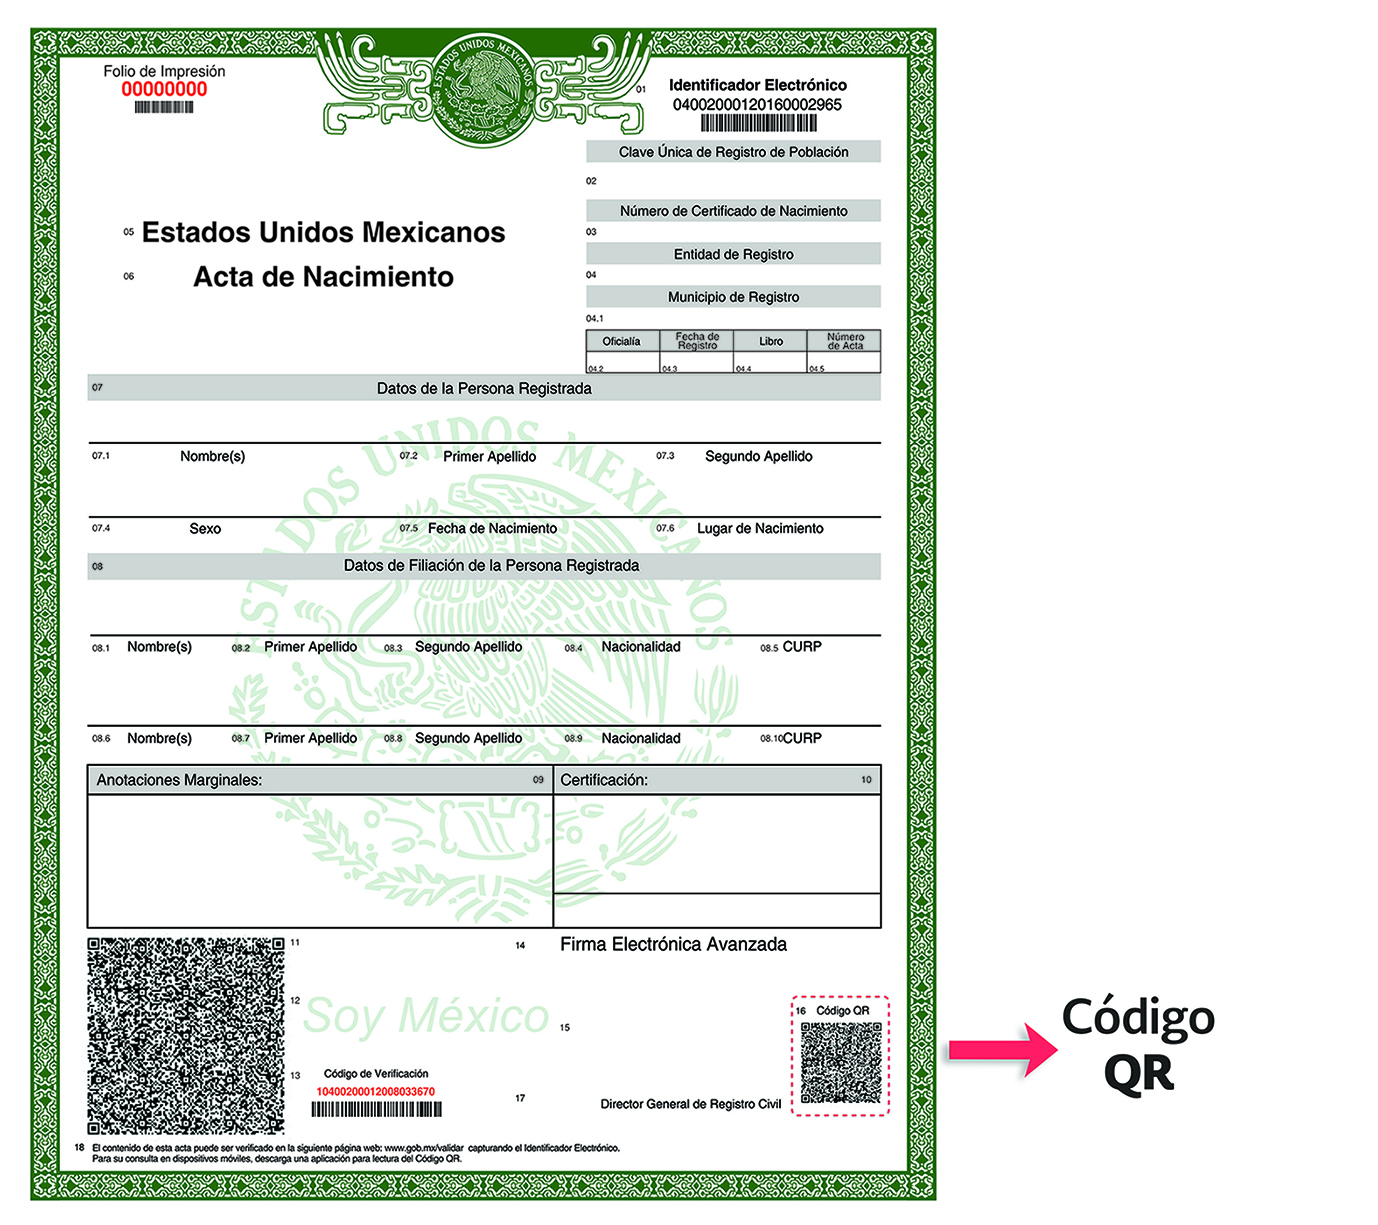 ESTADOS UNIDOS MEXICANOS
Folio de Impresión
00000000
01 Identificador Electrónico
04002000120160002965
Clave Única de Registro de Población
02
Número de Certificado de Nacimiento
03
Entidad de Registro
04
Municipio de Registro
04.1
Oficialía Fecha de Registro Libro Número de Acta
04.2 04.3 04.4 04.5
05 Estados Unidos Mexicanos
06 Acta de Nacimiento
07 Datos de la Persona Registrada
ESTADOS UNIDOS MEXICANOS
07.1 Nombre(s) 07.2 Primer Apellido 07.3 Segundo Apellido
07.4 Sexo 07.5 Fecha de Nacimiento 07.6 Lugar de Nacimiento
08 Datos de Filiación de la Persona Registrada
08.1 Nombre(s) 08.2 Primer Apellido 08.3 Segundo Apellido 08.4 Nacionalidad 08.5 CURP
08.6 Nombre(s) 08.7 Primer Apellido 08.8 Segundo Apellido 08.9 Nacionalidad 08.10 CURP
Anotaciones Marginales: 09 Certificación: 10
11 14 Firma Electrónica Avanzada
12 Soy México
15
16 Código QR
13 Código de Verificación
10400200012008033670
17 Director General de Registro Civil
18 El contenido de esta acta puede ser verificado en la siguiente página web: www.gob.mx/validar capturando el Identificador Electrónico.
Para su consulta en dispositivos móviles, descarga una aplicación para lectura del Código QR.
Código
QR